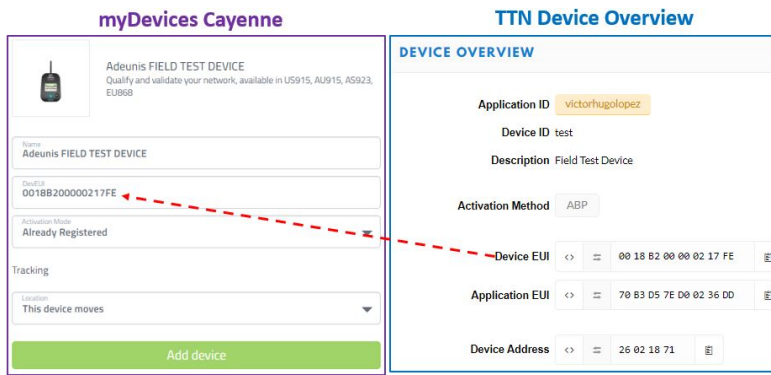 myDevices Cayenne
TTN Device Overview
Adeunis FIELD TEST DEVICE
Qualify and validate your network, available in US915, AU915, AS923,
EU868
Name
Adeunis FIELD TEST DEVICE
DevEUI
0018B200000217FE
Activation Mode
Already Registered
Tracking
Location
This device moves
Add device
DEVICE OVERVIEW
Application ID victorhugolopez
Device ID test
Description Field Test Device
Activation Method ABP
Device EUI <> 00 18 B2 00 00 02 17 FE
Application EUI <> 70 B3 D5 7E D0 02 36 DD
Device Address <> 26 02 18 71